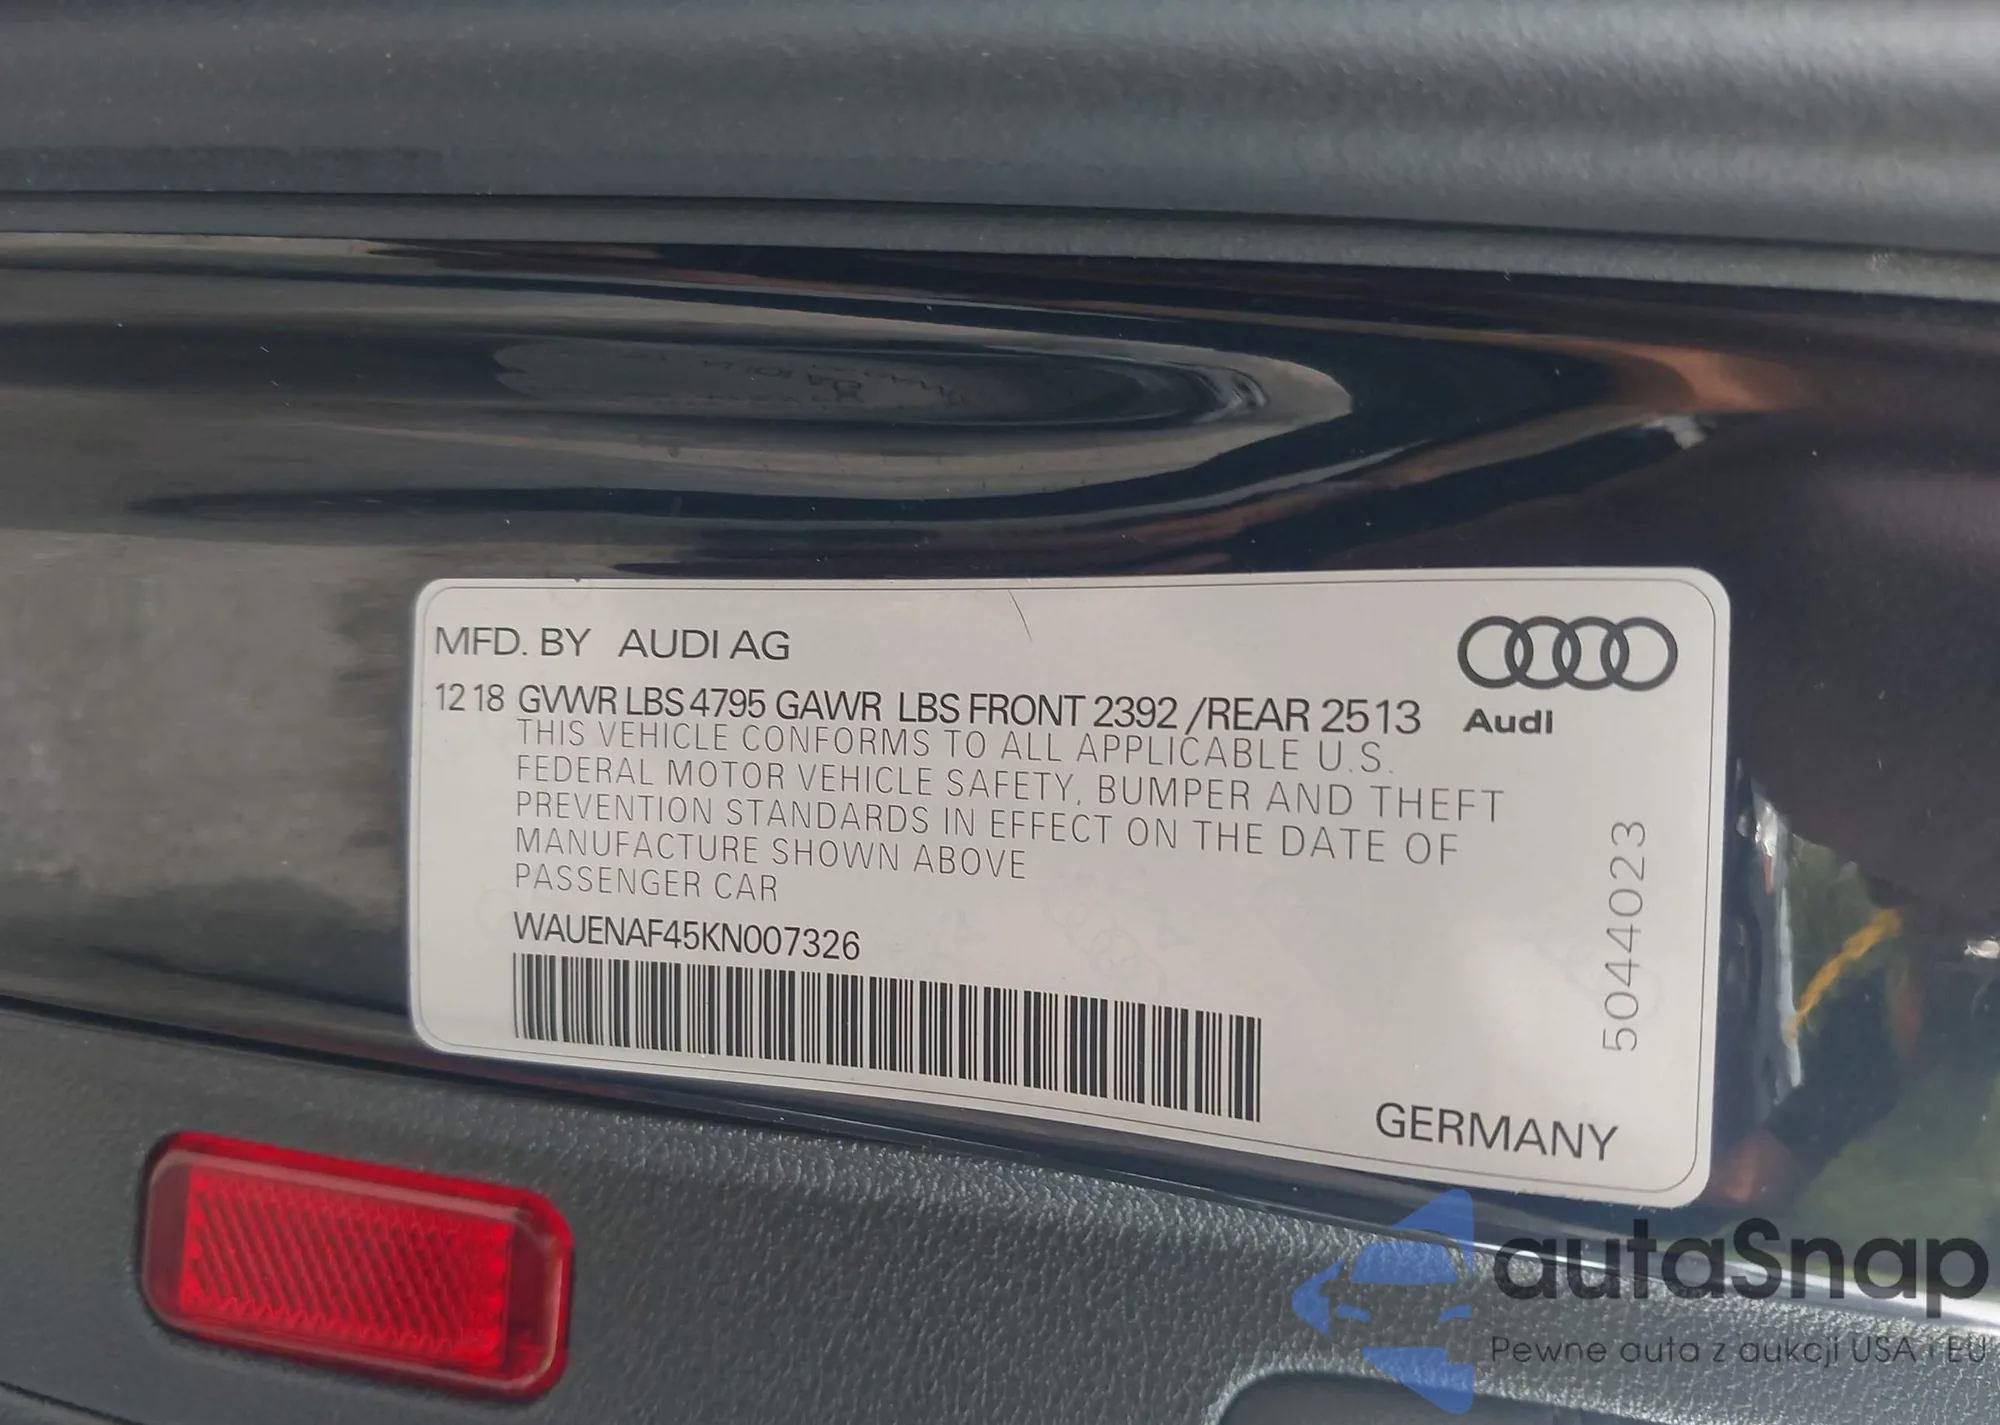 MFD. BY AUDI AG
12 18 GVWR LBS 4795 GAWR LBS FRONT 2392 /REAR 2513
Audi
THIS VEHICLE CONFORMS TO ALL APPLICABLE U.S.
FEDERAL MOTOR VEHICLE SAFETY, BUMPER AND THEFT
PREVENTION STANDARDS IN EFFECT ON THE DATE OF
MANUFACTURE SHOWN ABOVE
PASSENGER CAR
WAUENAF45KN007326
5044023
GERMANY
autaSnap
Pewne auta z aukcji USA i EU